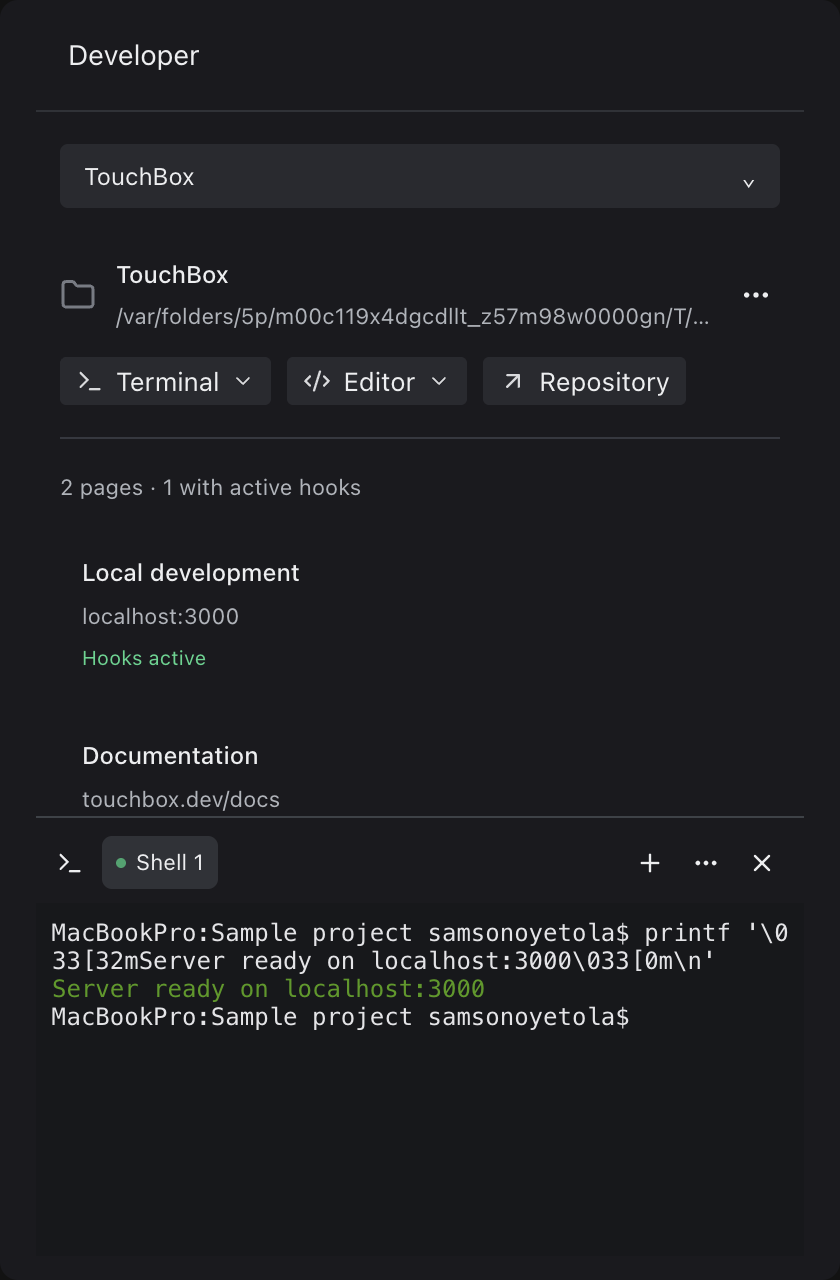 Developer
TouchBox
TouchBox
/var/folders/5p/m00c119x4dgcdllt_z57m98w0000gn/T/...
Terminal
Editor
Repository
2 pages · 1 with active hooks
Local development
localhost:3000
Hooks active
Documentation
touchbox.dev/docs
Shell 1
MacBookPro:Sample project samsonoyetola$ printf '\0
33[32mServer ready on localhost:3000\033[0m\n'
Server ready on localhost:3000
MacBookPro:Sample project samsonoyetola$